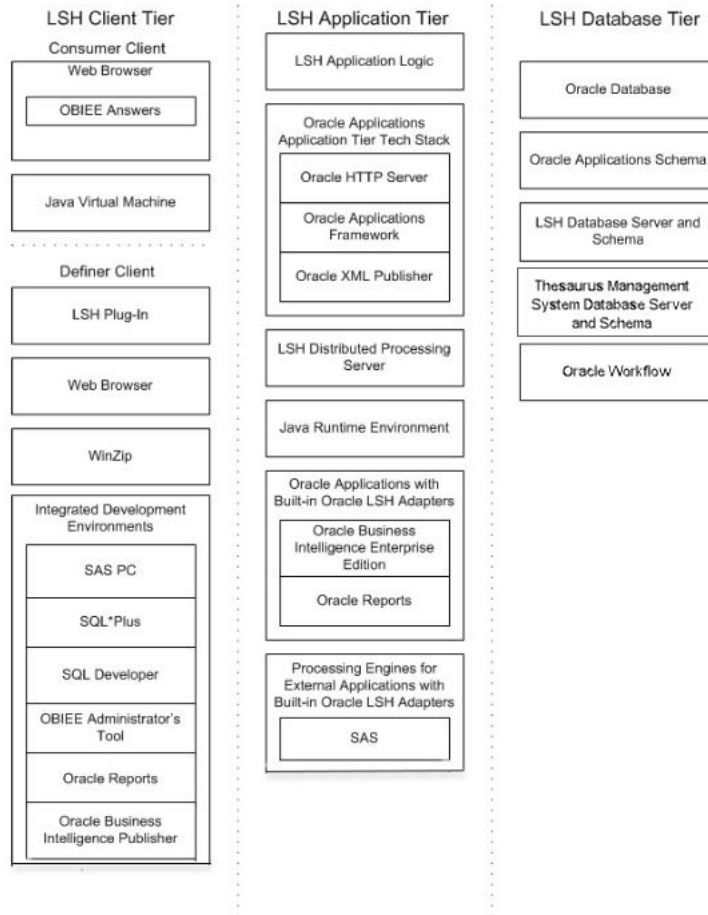 LSH Client Tier
Consumer Client
Web Browser
OBIEE Answers
Java Virtual Machine
Definer Client
LSH Plug-In
Web Browser
WinZip
Integrated Development
Environments
SAS PC
SQL*Plus
SQL Developer
OBIEE Administrator's
Tool
Oracle Reports
Oracle Business
Intelligence Publisher
LSH Application Tier
LSH Application Logic
Oracle Applications
Application Tier Tech Stack
Oracle HTTP Server
Oracle Applications
Framework
Oracle XML Publisher
LSH Distributed Processing
Server
Java Runtime Environment
Oracle Applications with
Built-in Oracle LSH Adapters
Oracle Business
Intelligence Enterprise
Edition
Oracle Reports
Processing Engines for
External Applications with
Built-in Oracle LSH Adapters
SAS
LSH Database Tier
Oracle Database
Oracle Applications Schema
LSH Database Server and
Schema
Thesaurus Management
System Database Server
and Schema
Oracle Workflow